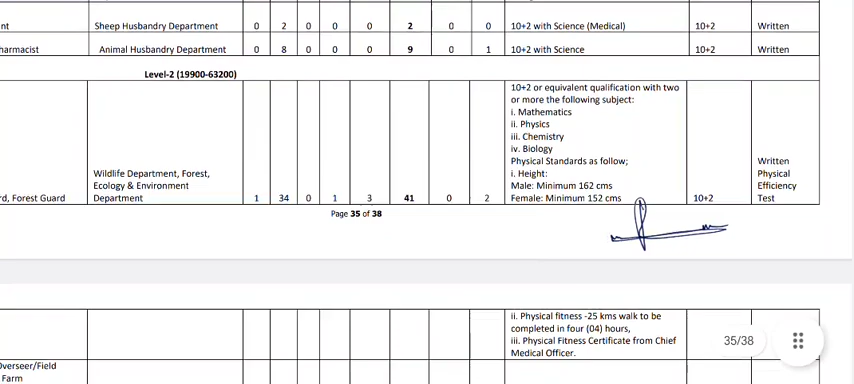 nt Sheep Husbandry Department 0 2 0 0 0 2 0 0 10+2 with Science (Medical) 10+2 Written
harmacist Animal Husbandry Department 0 8 0 0 0 9 0 1 10+2 with Science 10+2 Written
Level-2 (19900-63200)
rd, Forest Guard
Wildlife Department, Forest,
Ecology & Environment
Department
1 34 0 1 3 41 0 2
10+2 or equivalent qualification with two
or more the following subject:
i. Mathematics
ii. Physics
iii. Chemistry
iv. Biology
Physical Standards as follow;
i. Height:
Male: Minimum 162 cms
Female: Minimum 152 cms
10+2
Written
Physical
Efficiency
Test
Page 35 of 38
ii. Physical fitness -25 kms walk to be
completed in four (04) hours,
iii. Physical Fitness Certificate from Chief
Medical Officer.
35/38
Overseer/Field
Farm